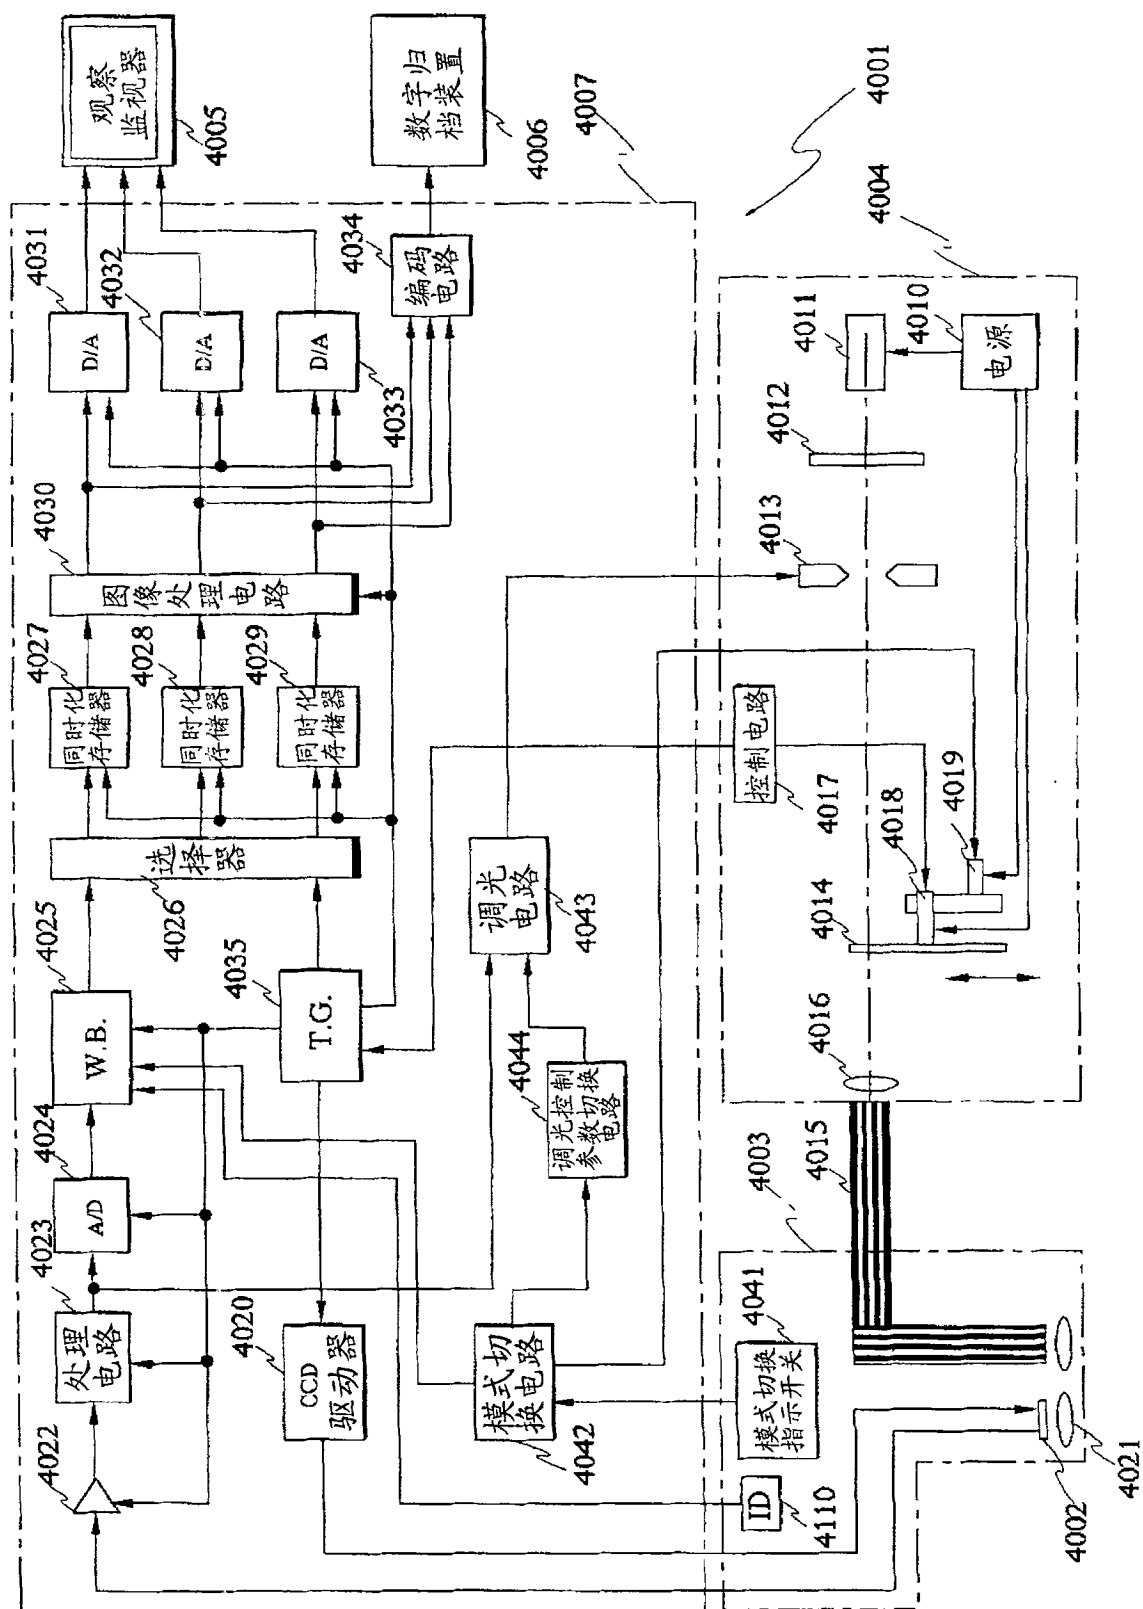 观察
监视器
4005
数字归
档装置
4006
4007
4001
4031
D/A
4032
D/A
D/A
4033
4034
编码
电路
4030
图像处理电路
4027
同时化
存储器
4028
同时化
存储器
4029
同时化
存储器
选择器
4026
4025
W.B.
4035
T.G.
4024
A/D
4023
处理
电路
4022
4020
CCD
驱动器
调光
电路
4043
4044
调光控制
参数切换
电路
模式切
换电路
4042
4004
4011
4010
电源
4012
4013
控制电路
4017
4018
4019
4014
4016
4015
4003
4041
模式切换
指示开关
ID
4110
4002
4021